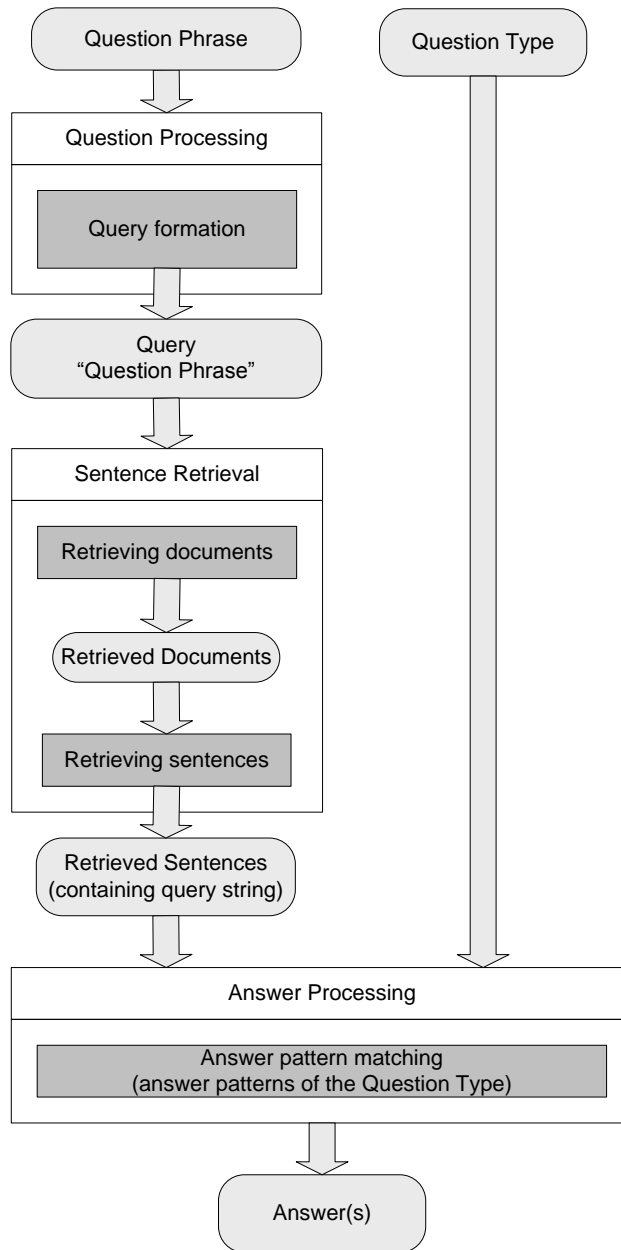 Question Phrase
Question Type
Question Processing
Query formation
Query
“Question Phrase”
Sentence Retrieval
Retrieving documents
Retrieved Documents
Retrieving sentences
Retrieved Sentences
(containing query string)
Answer Processing
Answer pattern matching
(answer patterns of the Question Type)
Answer(s)